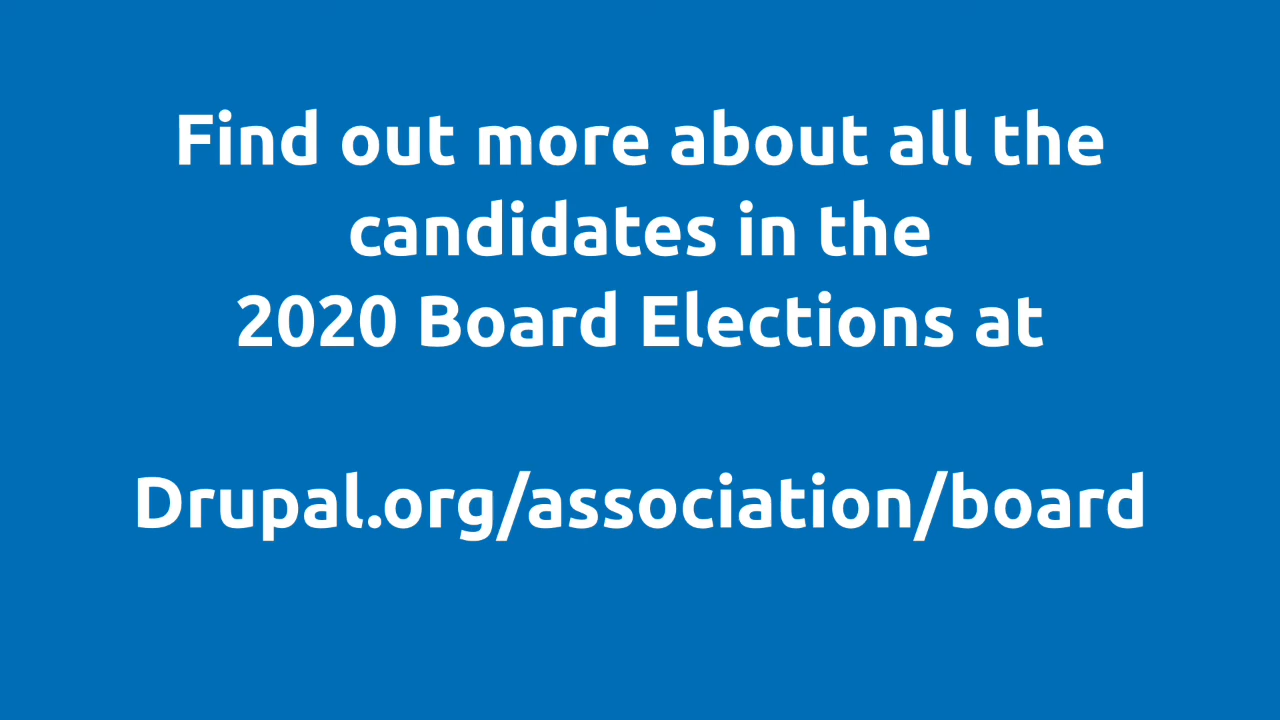 Find out more about all the
candidates in the
2020 Board Elections at
Drupal.org/association/board